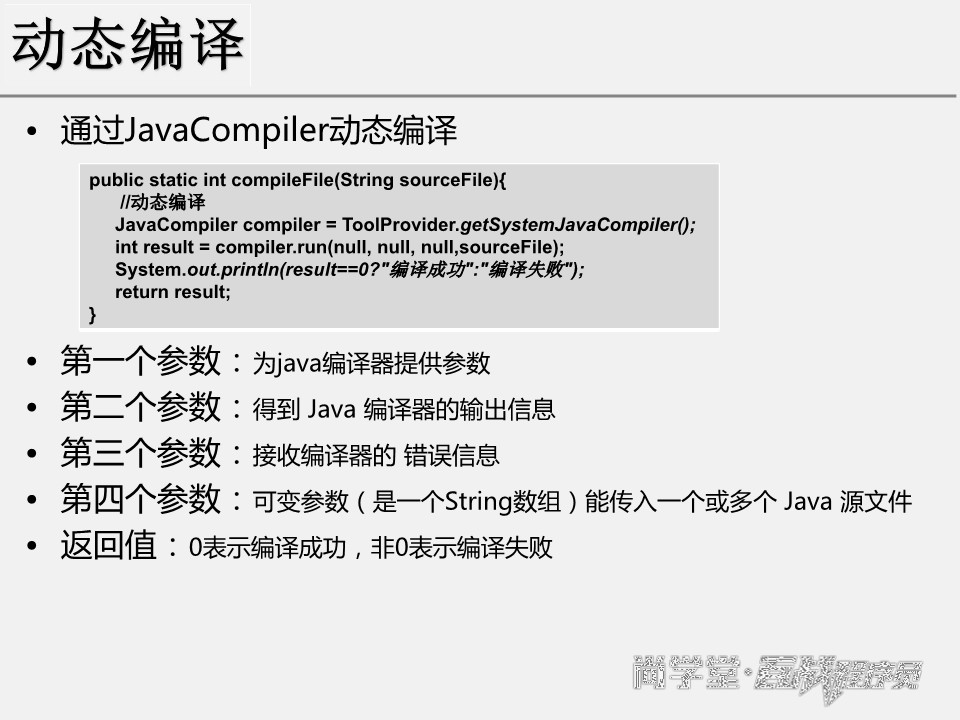 动态编译
• 通过JavaCompiler动态编译
public static int compileFile(String sourceFile){
//动态编译
JavaCompiler compiler = ToolProvider.getSystemJavaCompiler();
int result = compiler.run(null, null, null,sourceFile);
System.out.println(result==0?"编译成功":"编译失败");
return result;
}
• 第一个参数：为java编译器提供参数
• 第二个参数：得到 Java 编译器的输出信息
• 第三个参数：接收编译器的 错误信息
• 第四个参数：可变参数（是一个String数组）能传入一个或多个 Java 源文件
• 返回值：0表示编译成功，非0表示编译失败
尚学堂·实战程序员